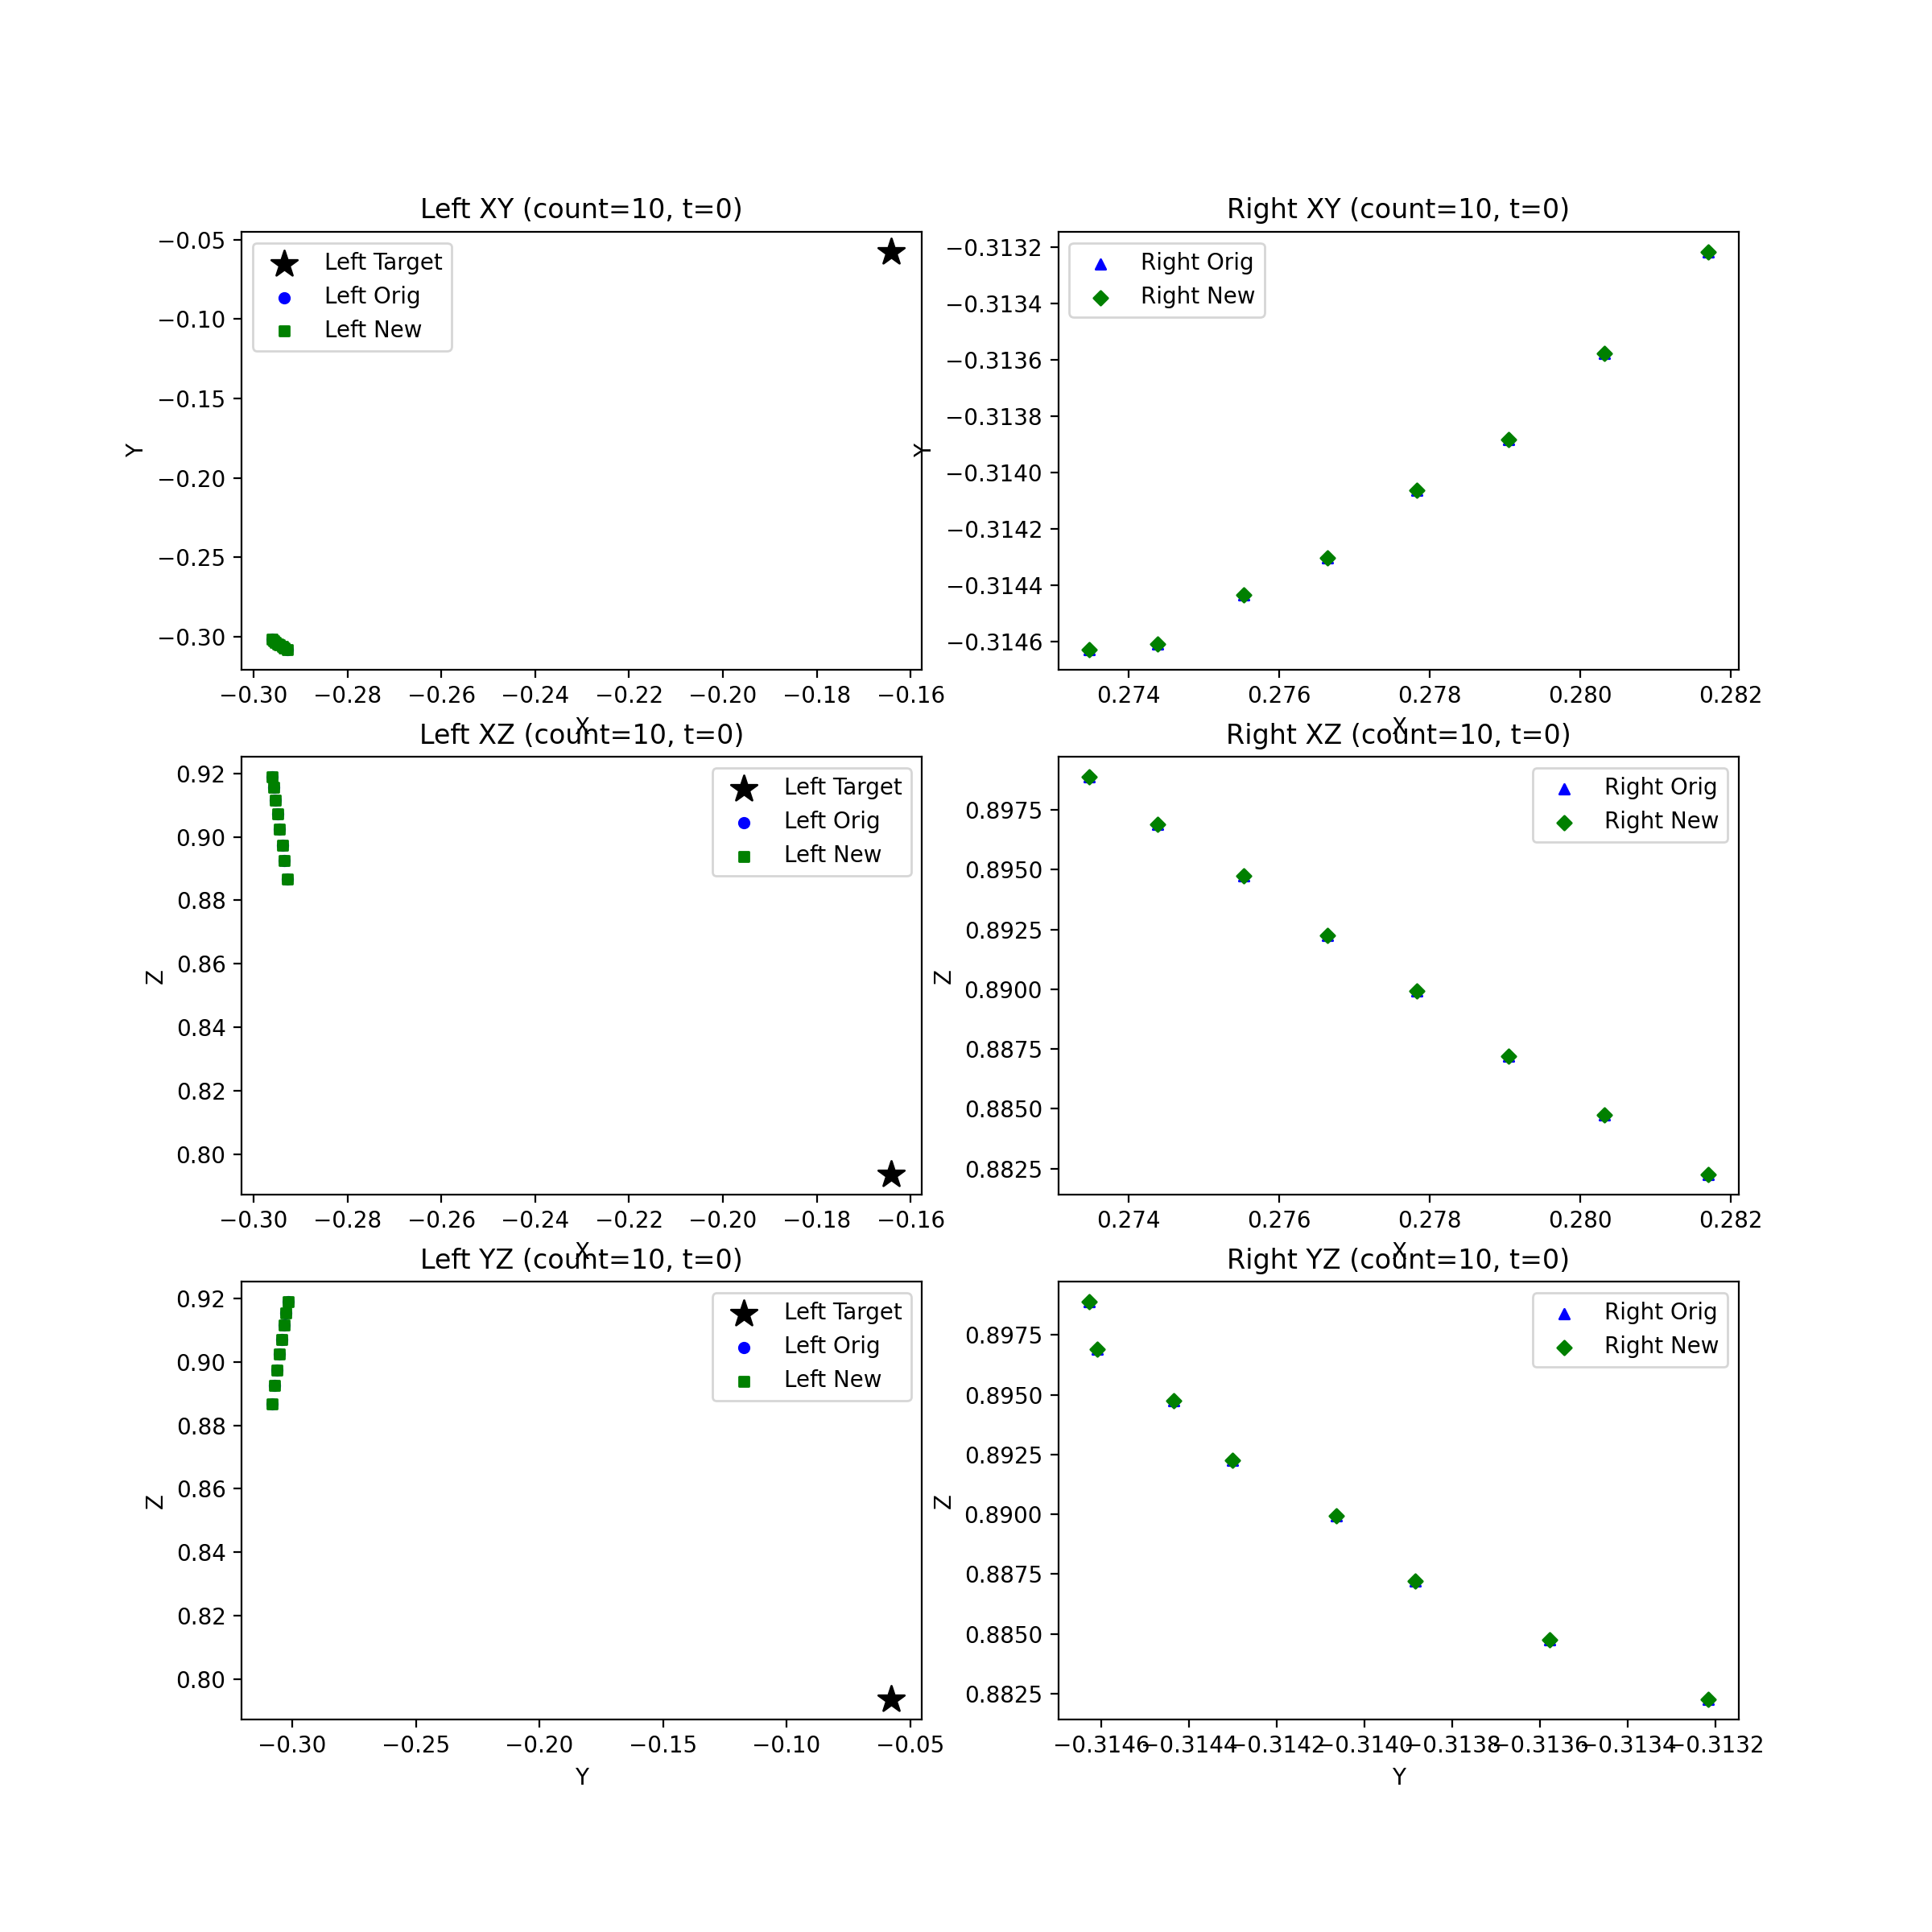 Left XY (count=10, t=0)
Y
−0.05
−0.10
−0.15
−0.20
−0.25
−0.30
Left Target
Left Orig
Left New
−0.30 −0.28 −0.26 −0.24 −0.22 −0.20 −0.18 −0.16
X
Right XY (count=10, t=0)
Y
−0.3132
−0.3134
−0.3136
−0.3138
−0.3140
−0.3142
−0.3144
−0.3146
Right Orig
Right New
0.274 0.276 0.278 0.280 0.282
X
Left XZ (count=10, t=0)
Z
0.92
0.90
0.88
0.86
0.84
0.82
0.80
Left Target
Left Orig
Left New
−0.30 −0.28 −0.26 −0.24 −0.22 −0.20 −0.18 −0.16
X
Right XZ (count=10, t=0)
Z
0.8975
0.8950
0.8925
0.8900
0.8875
0.8850
0.8825
Right Orig
Right New
0.274 0.276 0.278 0.280 0.282
X
Left YZ (count=10, t=0)
Z
0.92
0.90
0.88
0.86
0.84
0.82
0.80
Left Target
Left Orig
Left New
−0.30 −0.25 −0.20 −0.15 −0.10 −0.05
Y
Right YZ (count=10, t=0)
Z
0.8975
0.8950
0.8925
0.8900
0.8875
0.8850
0.8825
Right Orig
Right New
−0.3146 −0.3144 −0.3142 −0.3140 −0.3138 −0.3136 −0.3134 −0.3132
Y